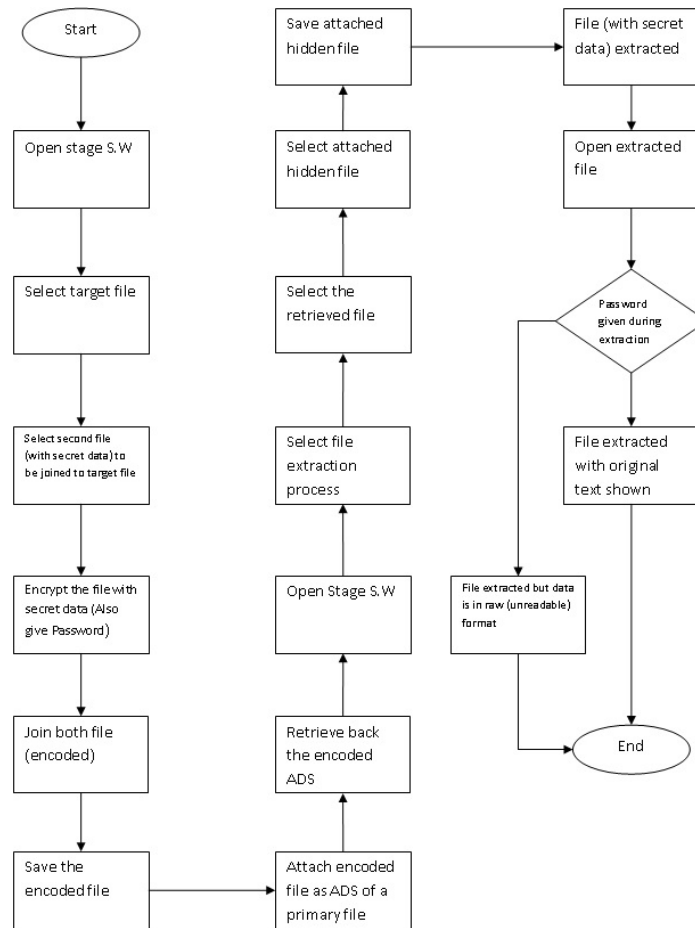 Start
Open stage S.W
Select target file
Select second file
(with secret data) to
be joined to target file
Encrypt the file with
secret data (Also
give Password)
Join both file
(encoded)
Save the
encoded file
Attach encoded
file as ADS of a
primary file
Retrieve back
the encoded
ADS
Open Stage S.W
Select file
extraction
process
Select the
retrieved file
Select attached
hidden file
Save attached
hidden file
File (with secret
data) extracted
Open extracted
file
Password
given during
extraction
File extracted
with original
text shown
File extracted but data
is in raw (unreadable)
format
End